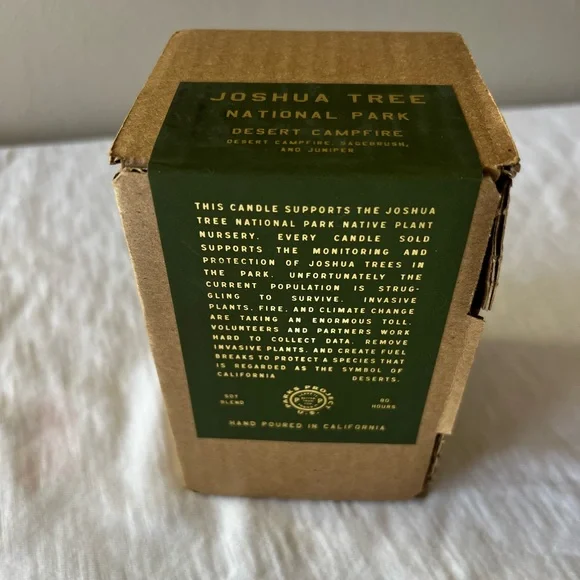 JOSHUA TREE
NATIONAL PARK
DESERT CAMPFIRE
DESERT CAMPFIRE, SAGEBRUSH,
AND JUNIPER
THIS CANDLE SUPPORTS THE JOSHUA
TREE NATIONAL PARK NATIVE PLANT
NURSERY. EVERY CANDLE SOLD
SUPPORTS THE MONITORING AND
PROTECTION OF JOSHUA TREES IN
THE PARK. UNFORTUNATELY THE
CURRENT POPULATION IS STRUG-
GLING TO SURVIVE. INVASIVE
PLANTS, FIRE, AND CLIMATE CHANGE
ARE TAKING AN ENORMOUS TOLL.
VOLUNTEERS AND PARTNERS WORK
HARD TO COLLECT DATA, REMOVE
INVASIVE PLANTS, AND CREATE FUEL
BREAKS TO PROTECT A SPECIES THAT
IS REGARDED AS THE SYMBOL OF
CALIFORNIA DESERTS.
SOY
BLEND
PARKS PROJECT
U.S.
80
HOURS
HAND POURED IN CALIFORNIA